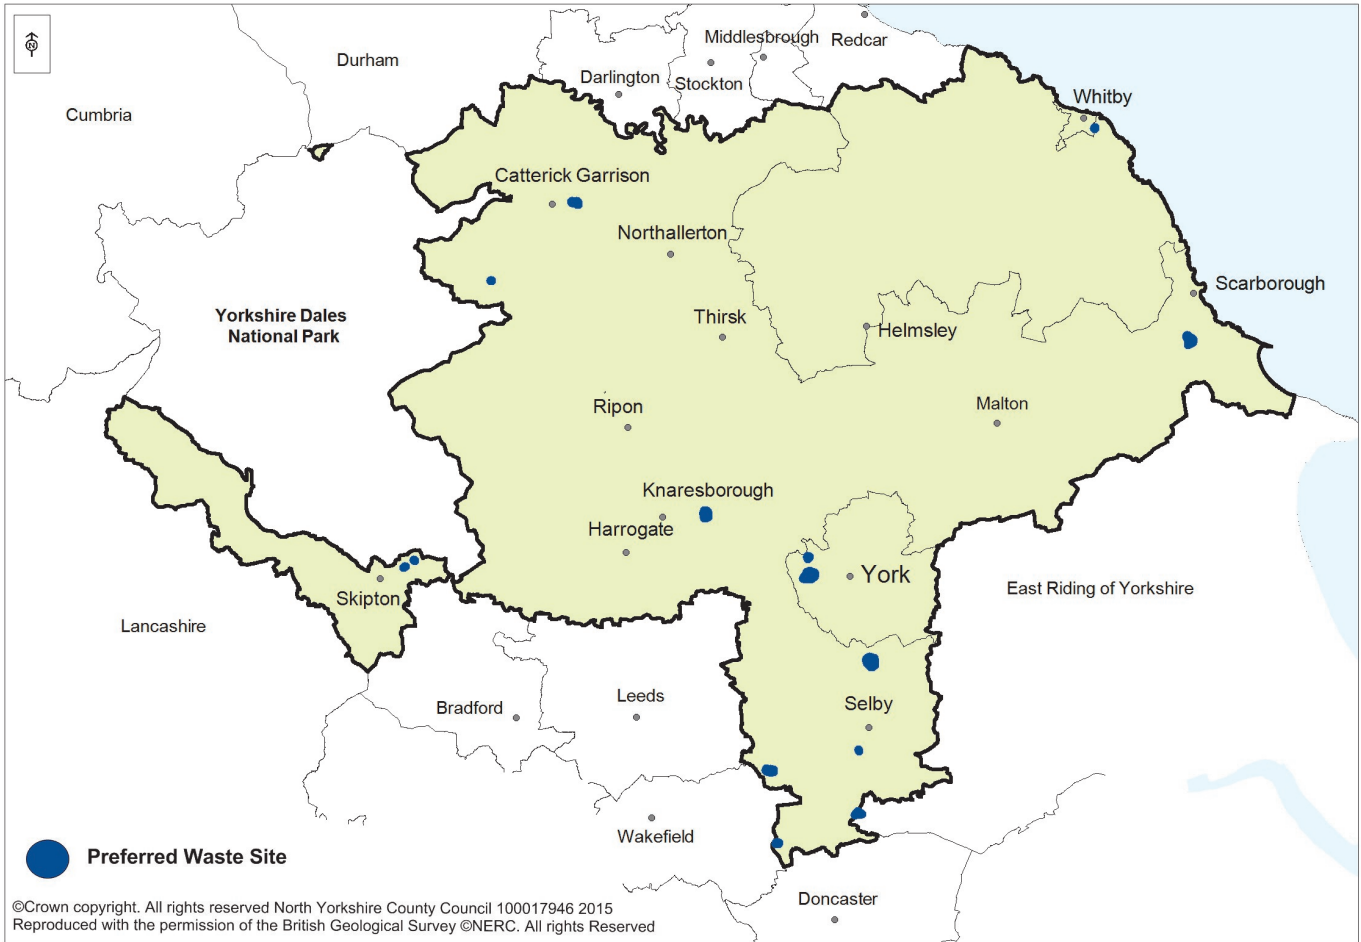 N
Durham
Middlesbrough
Redcar
Darlington
Stockton
Cumbria
Whitby
Catterick Garrison
Northallerton
Scarborough
Yorkshire Dales
National Park
Thirsk
Helmsley
Ripon
Malton
Knaresborough
Harrogate
York
East Riding of Yorkshire
Skipton
Lancashire
Leeds
Selby
Bradford
Wakefield
Preferred Waste Site
Doncaster
©Crown copyright. All rights reserved North Yorkshire County Council 100017946 2015
Reproduced with the permission of the British Geological Survey ©NERC. All rights Reserved